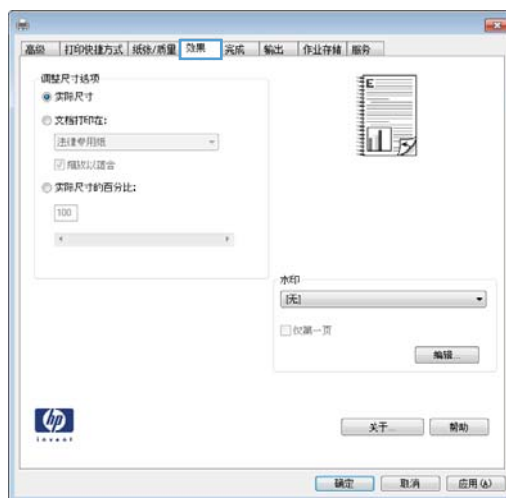 高级 打印快捷方式 纸张/质量 效果 完成 输出 作业存储 服务
调整尺寸选项
实际尺寸
文档打印在:
法律专用纸
缩放以适合
实际尺寸的百分比:
100
E
水印
[无]
仅第一页
编辑...
hp
invent
关于...
帮助
确定
取消
应用(A)